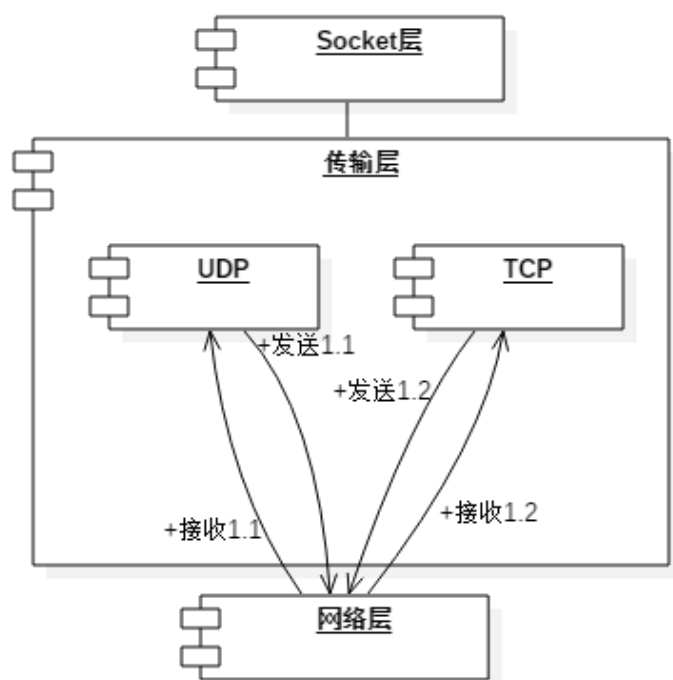 Socket层
传输层
UDP
TCP
+发送1.1
+发送1.2
+接收1.2
+接收1.1
网络层